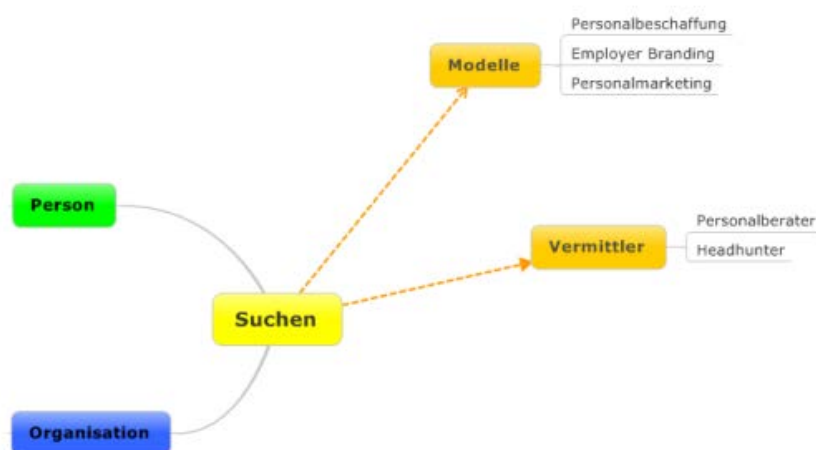 Personalbeschaffung
Modelle
Employer Branding
Personalmarketing
Person
Personalberater
Vermittler
Headhunter
Suchen
Organisation